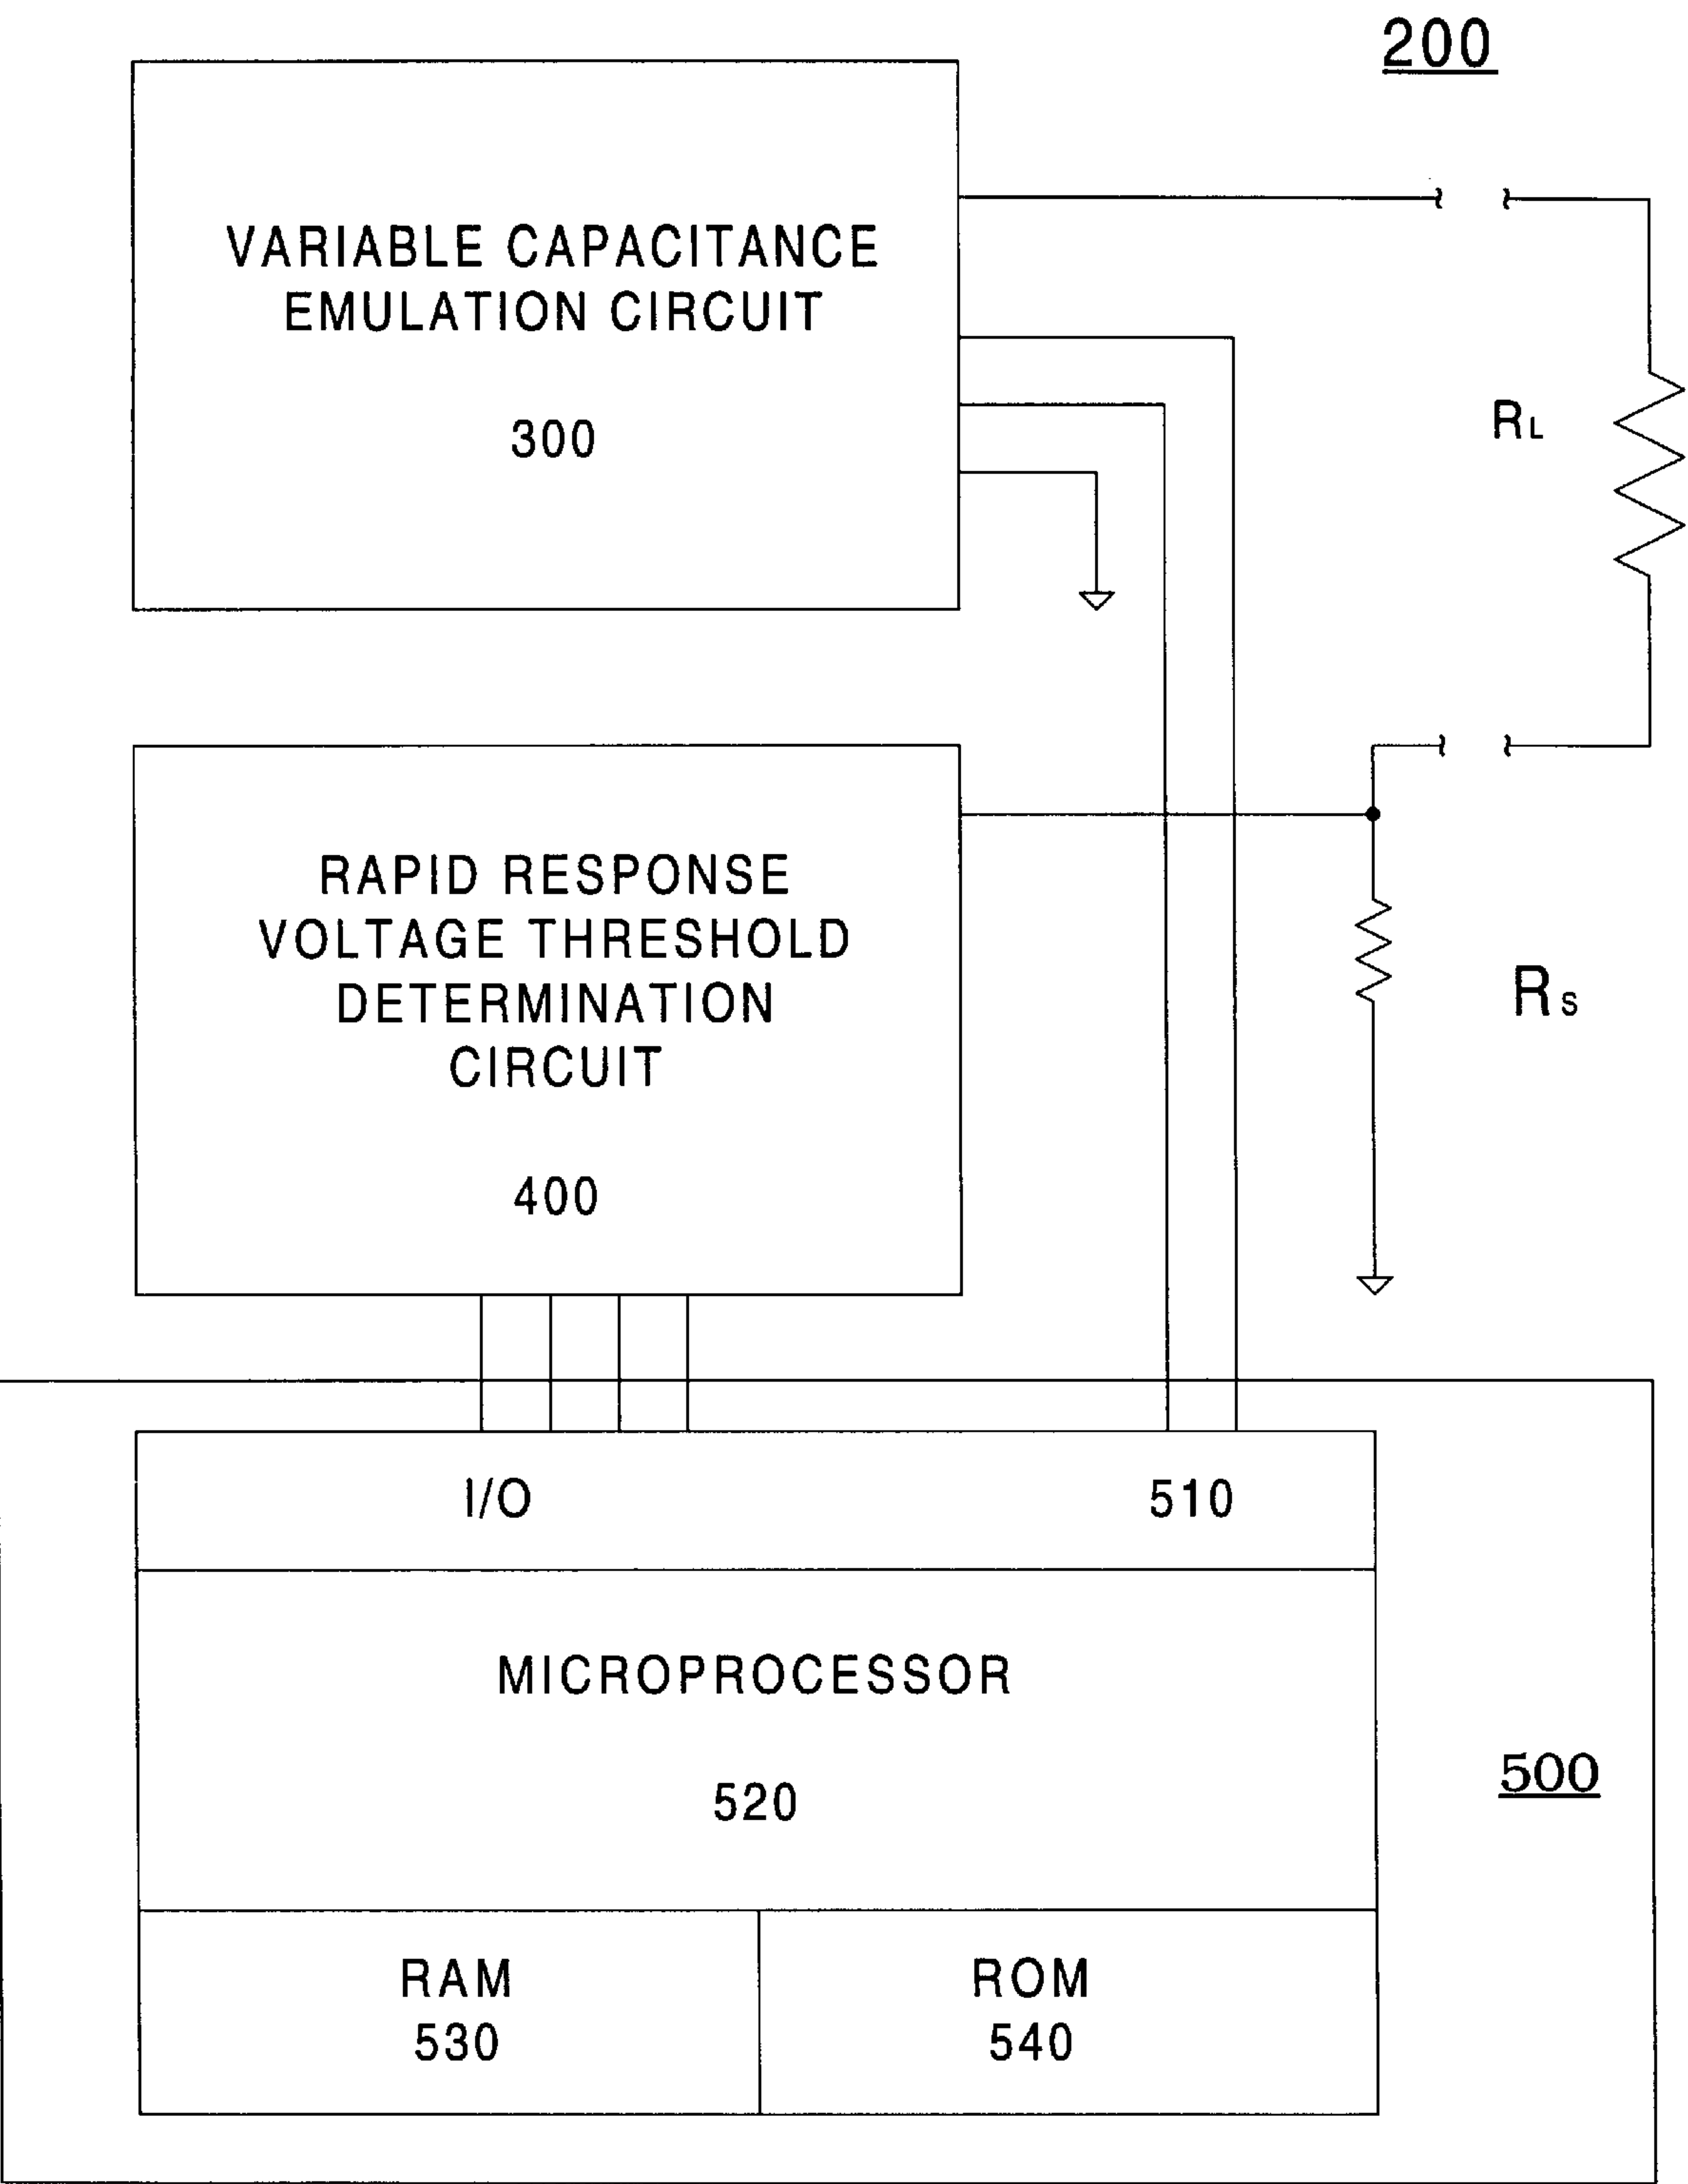 200
VARIABLE CAPACITANCE
EMULATION CIRCUIT
300
RL
RAPID RESPONSE
VOLTAGE THRESHOLD
DETERMINATION
CIRCUIT
400
RS
I/O
510
MICROPROCESSOR
520
500
RAM
530
ROM
540